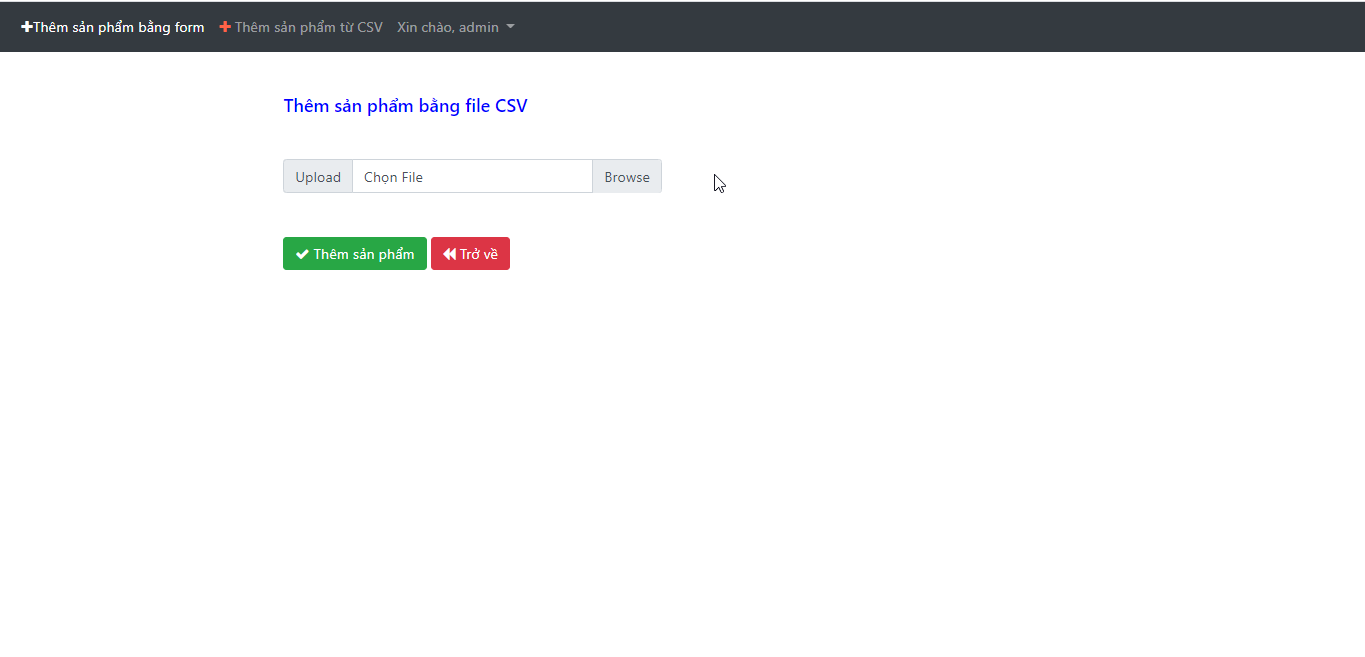 Thêm sản phẩm bằng form Thêm sản phẩm từ CSV Xin chào, admin
Thêm sản phẩm bằng file CSV
Upload Chọn File Browse
Thêm sản phẩm Trở về